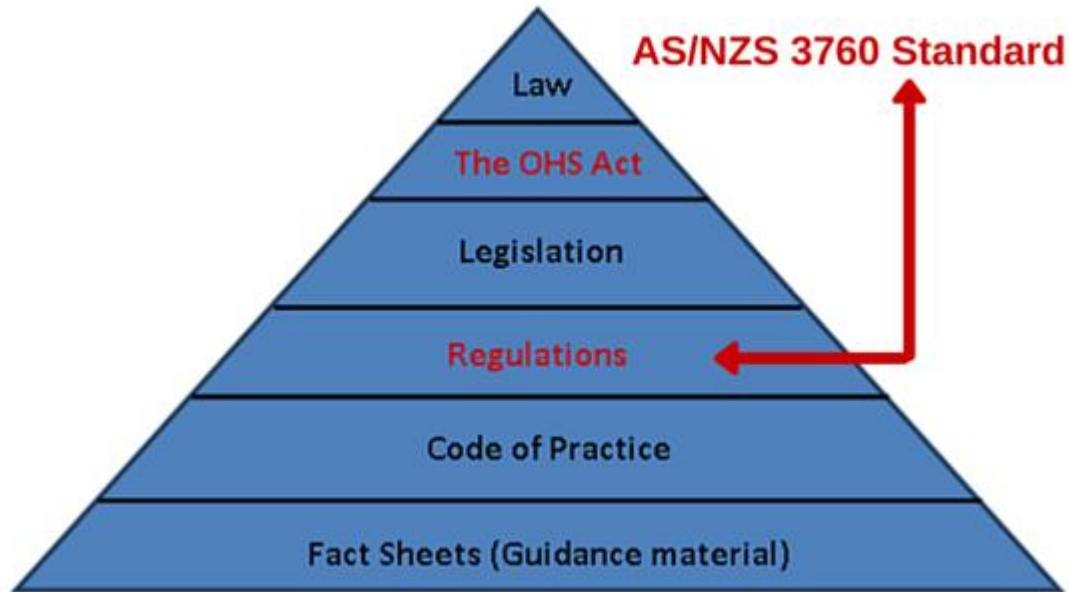 AS/NZS 3760 Standard
Law
The OHS Act
Legislation
Regulations
Code of Practice
Fact Sheets (Guidance material)